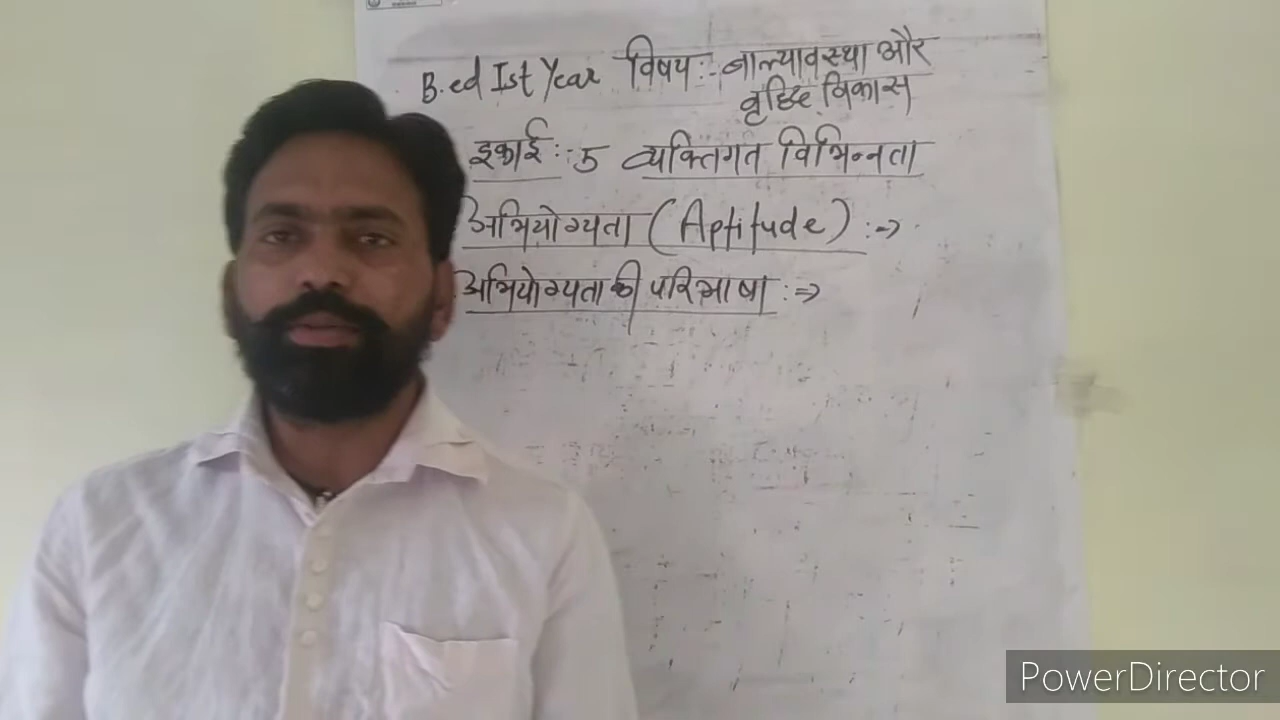 B.ed Ist Year विषय :- बाल्यावस्था और
वृद्धि विकास
इकाई :- 5 व्यक्तिगत विभिन्नता
अभियोग्यता (Aptitude) :->
अभियोग्यता की परिभाषा :=>
PowerDirector